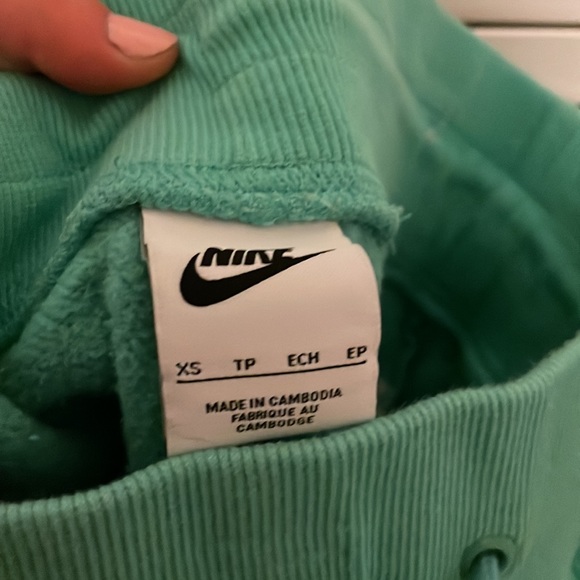 NIKE
XS TP ECH EP
MADE IN CAMBODIA
FABRIQUE AU
CAMBODGE